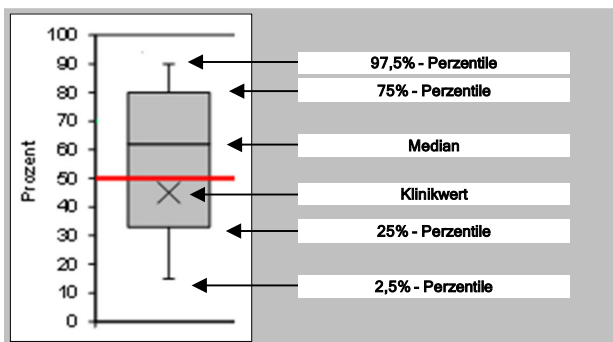 100
90
80
70
60
50
40
30
20
10
0
Prozent
97,5% - Perzentile
75% - Perzentile
Median
Klinikwert
25% - Perzentile
2,5% - Perzentile